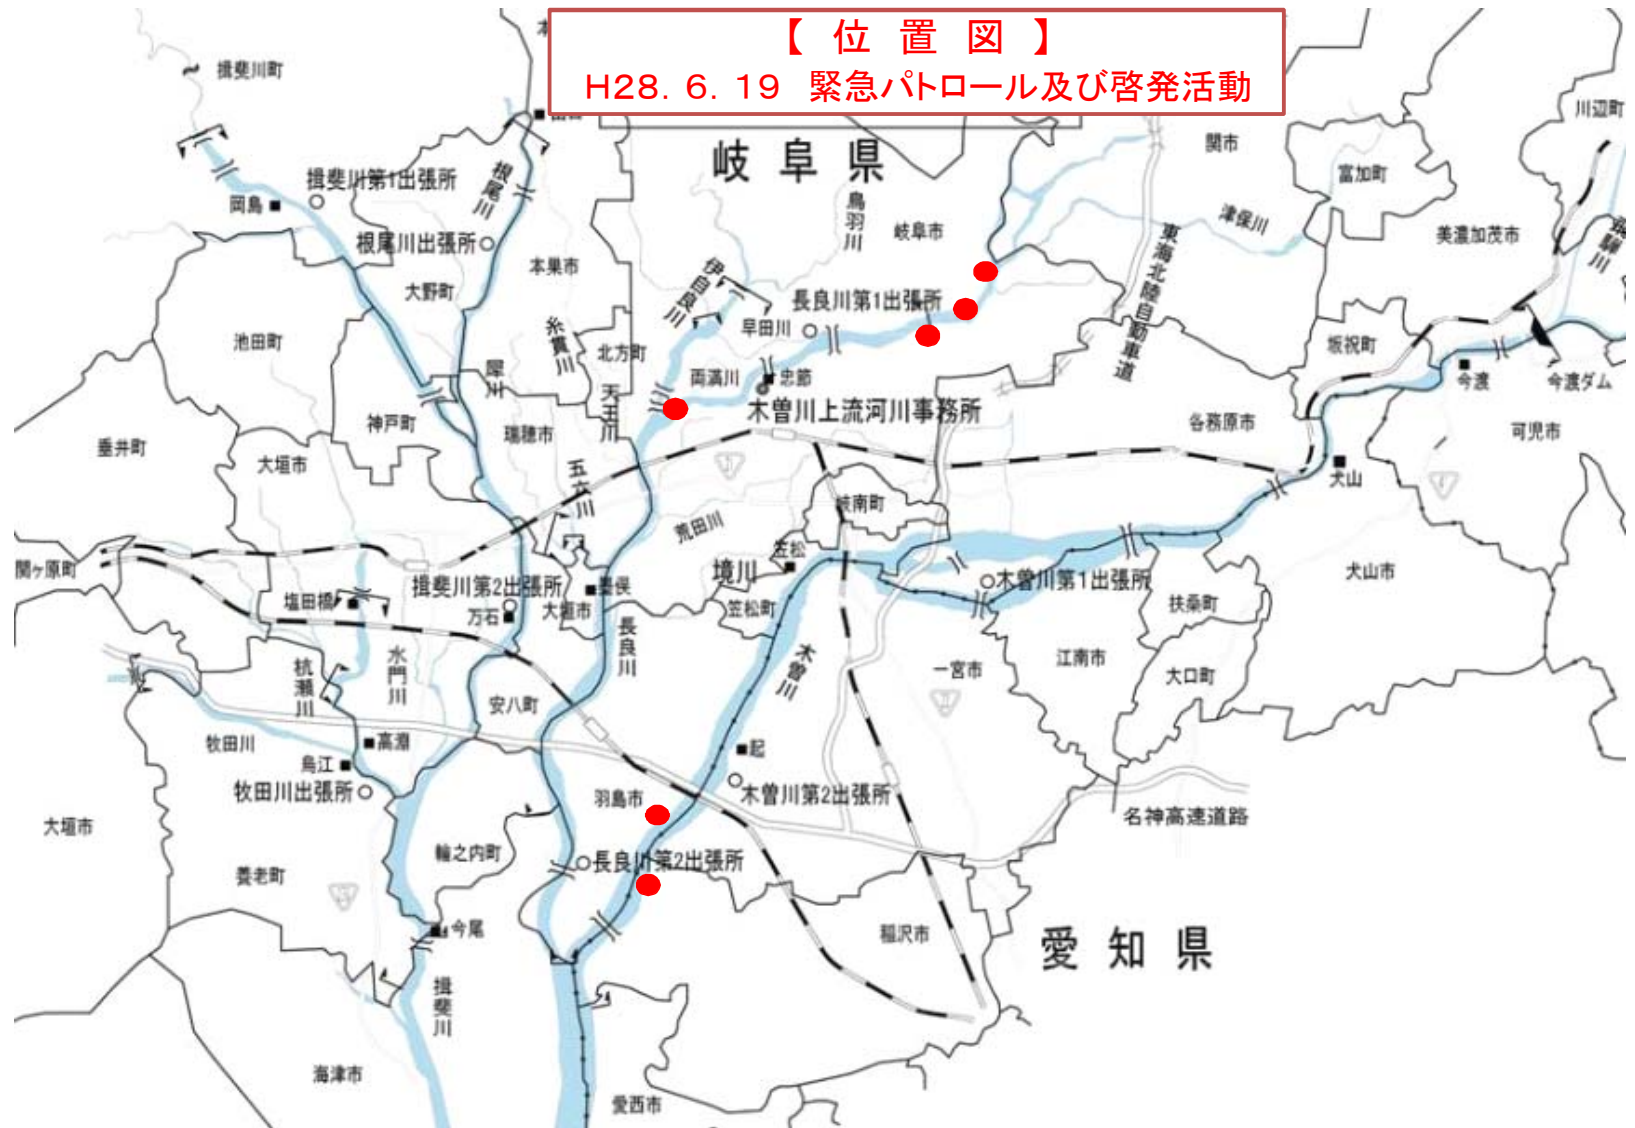 【 位 置 図 】
H28. 6. 19 緊急パトロール及び啓発活動
揖斐川町
川辺町
関市
富加町
岐 阜 県
揖斐川第1出張所
根尾川
岡島
鳥羽川
津保川
岐阜市
美濃加茂市
飛騨川
根尾川出張所
本巣市
東海北陸自動車道
伊自良川
大野町
長良川第1出張所
早田川
糸貫川
池田町
北方町
坂祝町
犀川
両満川
忠節
今渡
今渡ダム
天王川
木曽川上流河川事務所
神戸町
瑞穂市
各務原市
可児市
垂井町
大垣市
五六川
犬山
岐南町
荒田川
笠松
境川
関ヶ原町
揖斐川第2出張所
木曽川第1出張所
犬山市
塩田橋
墨俣
大垣市
万石
笠松町
扶桑町
長良川
水門川
杭瀬川
木曽川
一宮市
江南市
大口町
安八町
牧田川
高淵
烏江
起
牧田川出張所
羽島市
木曽川第2出張所
名神高速道路
大垣市
輪之内町
長良川第2出張所
養老町
今尾
稲沢市
愛 知 県
揖斐川
海津市
愛西市